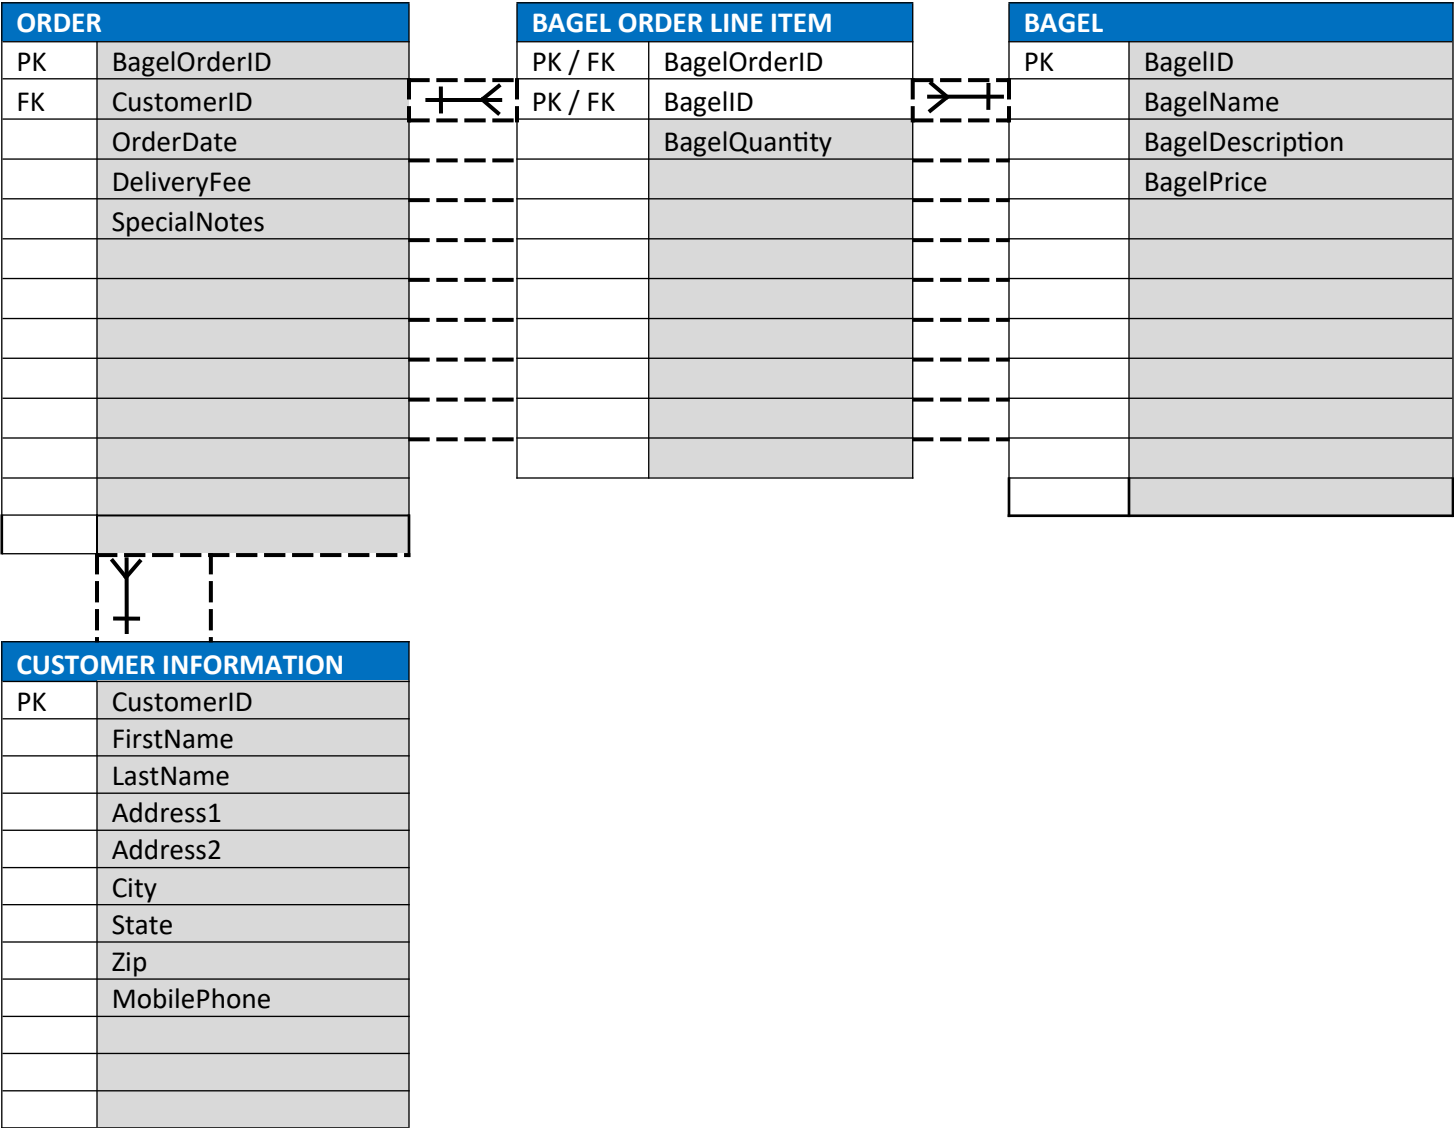 ORDER
PK BagelOrderID
FK CustomerID
OrderDate
DeliveryFee
SpecialNotes
BAGEL ORDER LINE ITEM
PK / FK BagelOrderID
PK / FK BagelID
BagelQuantity
BAGEL
PK BagelID
BagelName
BagelDescription
BagelPrice
CUSTOMER INFORMATION
PK CustomerID
FirstName
LastName
Address1
Address2
City
State
Zip
MobilePhone